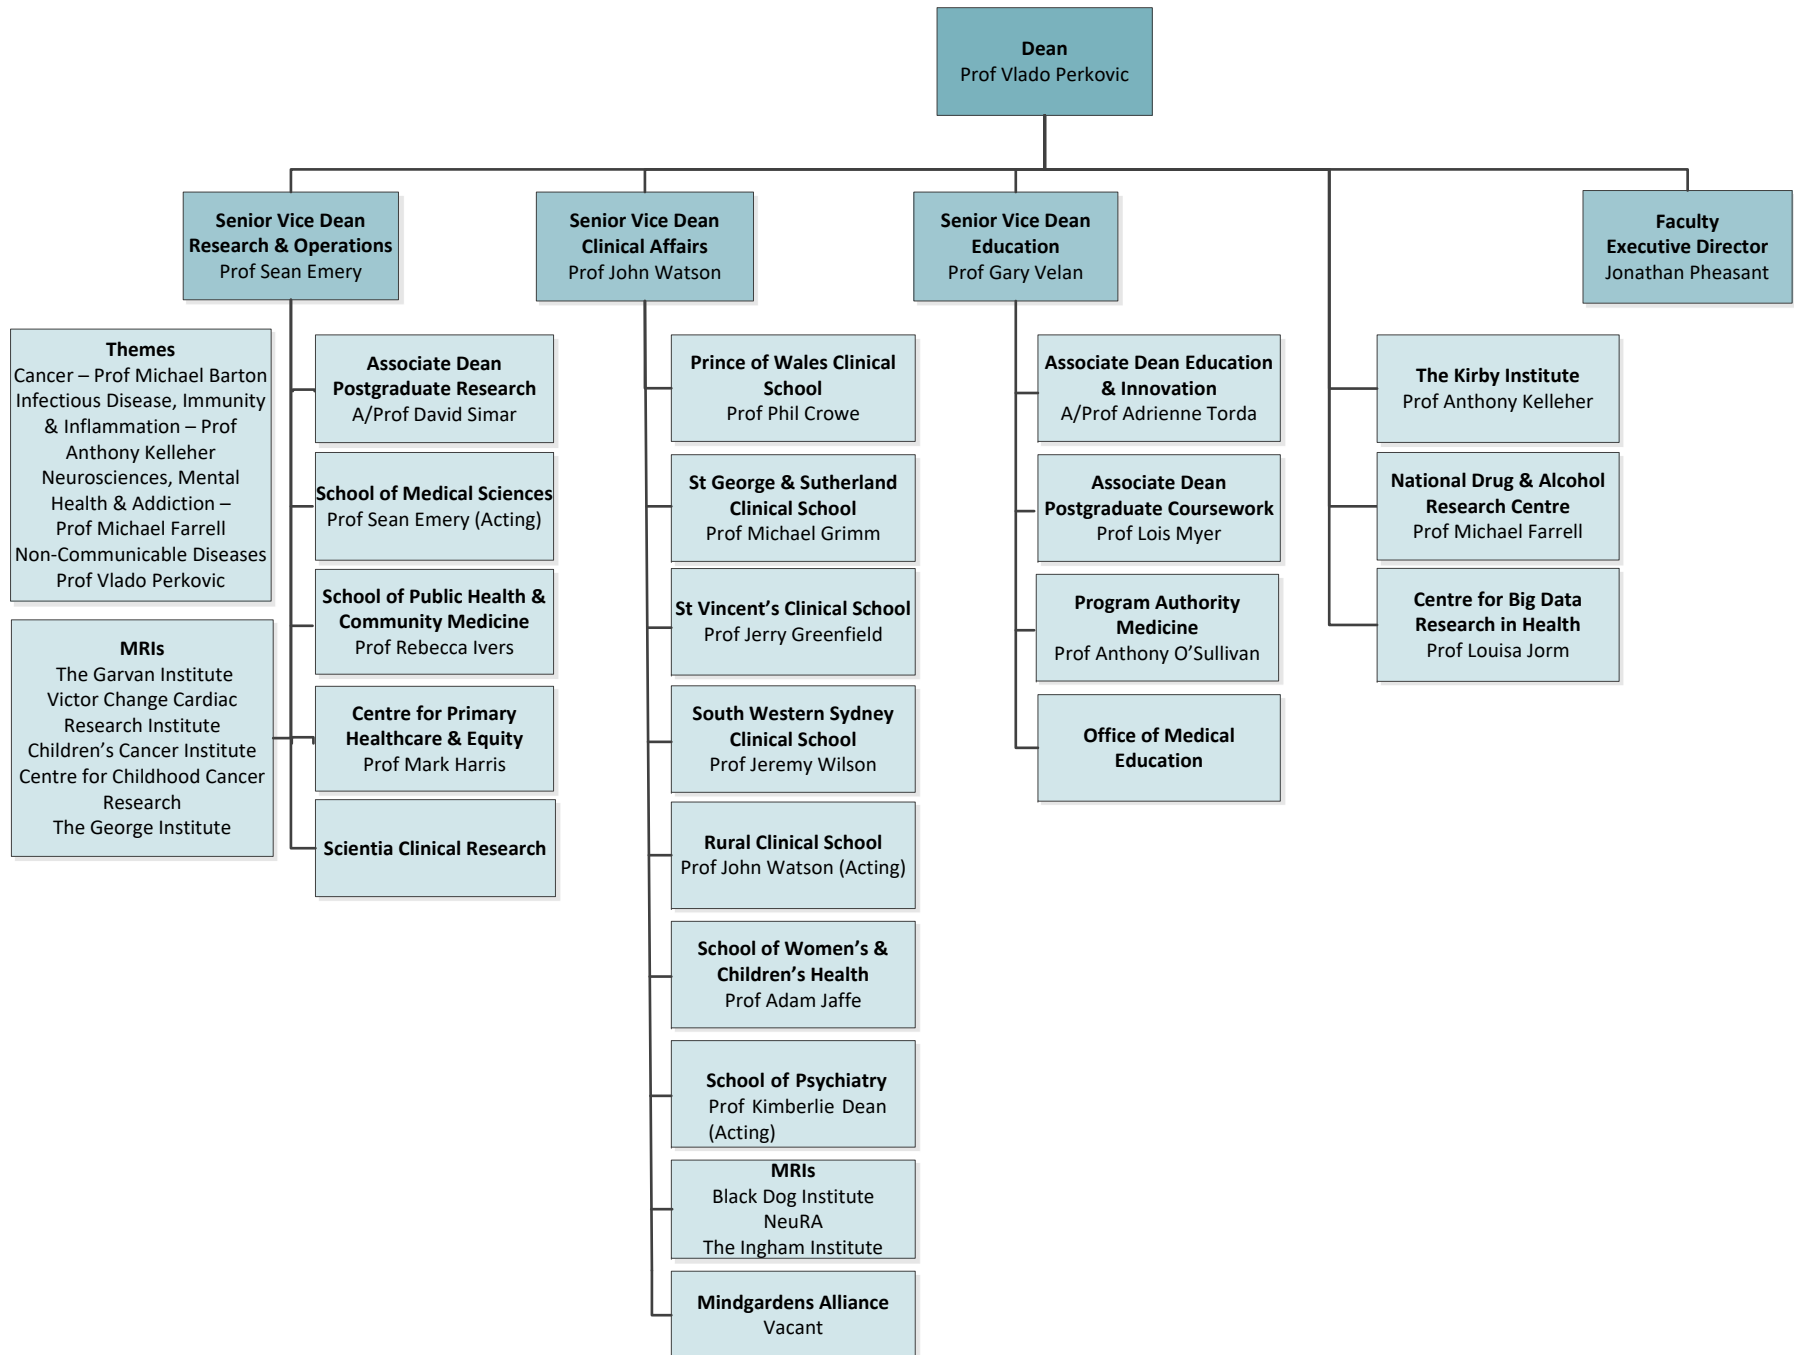 Dean
Prof Vlado Perkovic
Senior Vice Dean
Research & Operations
Prof Sean Emery
Senior Vice Dean
Clinical Affairs
Prof John Watson
Senior Vice Dean
Education
Prof Gary Velan
Faculty
Executive Director
Jonathan Pheasant
Themes
Cancer – Prof Michael Barton
Infectious Disease, Immunity
& Inflammation – Prof
Anthony Kelleher
Neurosciences, Mental
Health & Addiction –
Prof Michael Farrell
Non-Communicable Diseases
Prof Vlado Perkovic
MRIs
The Garvan Institute
Victor Change Cardiac
Research Institute
Children's Cancer Institute
Centre for Childhood Cancer
Research
The George Institute
Associate Dean
Postgraduate Research
A/Prof David Simar
School of Medical Sciences
Prof Sean Emery (Acting)
School of Public Health &
Community Medicine
Prof Rebecca Ivers
Centre for Primary
Healthcare & Equity
Prof Mark Harris
Scientia Clinical Research
Prince of Wales Clinical
School
Prof Phil Crowe
St George & Sutherland
Clinical School
Prof Michael Grimm
St Vincent's Clinical School
Prof Jerry Greenfield
South Western Sydney
Clinical School
Prof Jeremy Wilson
Rural Clinical School
Prof John Watson (Acting)
School of Women's &
Children's Health
Prof Adam Jaffe
School of Psychiatry
Prof Kimberlie Dean
(Acting)
MRIs
Black Dog Institute
NeuRA
The Ingham Institute
Mindgardens Alliance
Vacant
Associate Dean Education
& Innovation
A/Prof Adrienne Torda
Associate Dean
Postgraduate Coursework
Prof Lois Myer
Program Authority
Medicine
Prof Anthony O'Sullivan
Office of Medical
Education
The Kirby Institute
Prof Anthony Kelleher
National Drug & Alcohol
Research Centre
Prof Michael Farrell
Centre for Big Data
Research in Health
Prof Louisa Jorm